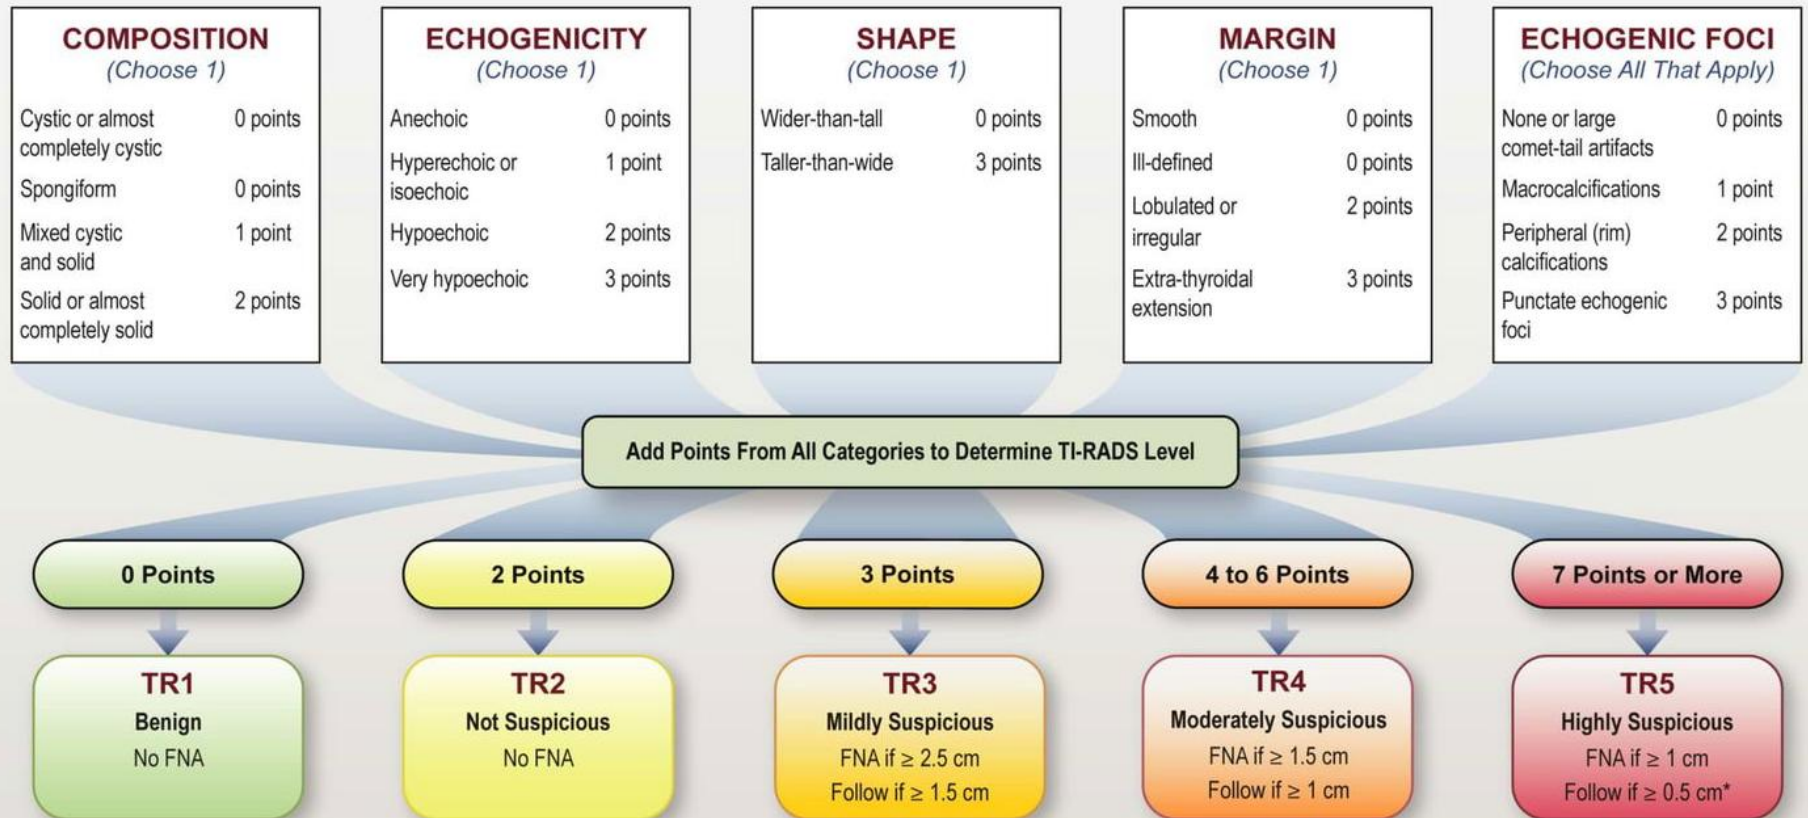 COMPOSITION
(Choose 1)
Cystic or almost 0 points
completely cystic
Spongiform 0 points
Mixed cystic 1 point
and solid
Solid or almost 2 points
completely solid
ECHOGENICITY
(Choose 1)
Anechoic 0 points
Hyperechoic or 1 point
isoechoic
Hypoechoic 2 points
Very hypoechoic 3 points
SHAPE
(Choose 1)
Wider-than-tall 0 points
Taller-than-wide 3 points
MARGIN
(Choose 1)
Smooth 0 points
Ill-defined 0 points
Lobulated or 2 points
irregular
Extra-thyroidal 3 points
extension
ECHOGENIC FOCI
(Choose All That Apply)
None or large 0 points
comet-tail artifacts
Macrocalcifications 1 point
Peripheral (rim) 2 points
calcifications
Punctate echogenic 3 points
foci
Add Points From All Categories to Determine TI-RADS Level
0 Points
TR1
Benign
No FNA
2 Points
TR2
Not Suspicious
No FNA
3 Points
TR3
Mildly Suspicious
FNA if ≥ 2.5 cm
Follow if ≥ 1.5 cm
4 to 6 Points
TR4
Moderately Suspicious
FNA if ≥ 1.5 cm
Follow if ≥ 1 cm
7 Points or More
TR5
Highly Suspicious
FNA if ≥ 1 cm
Follow if ≥ 0.5 cm*